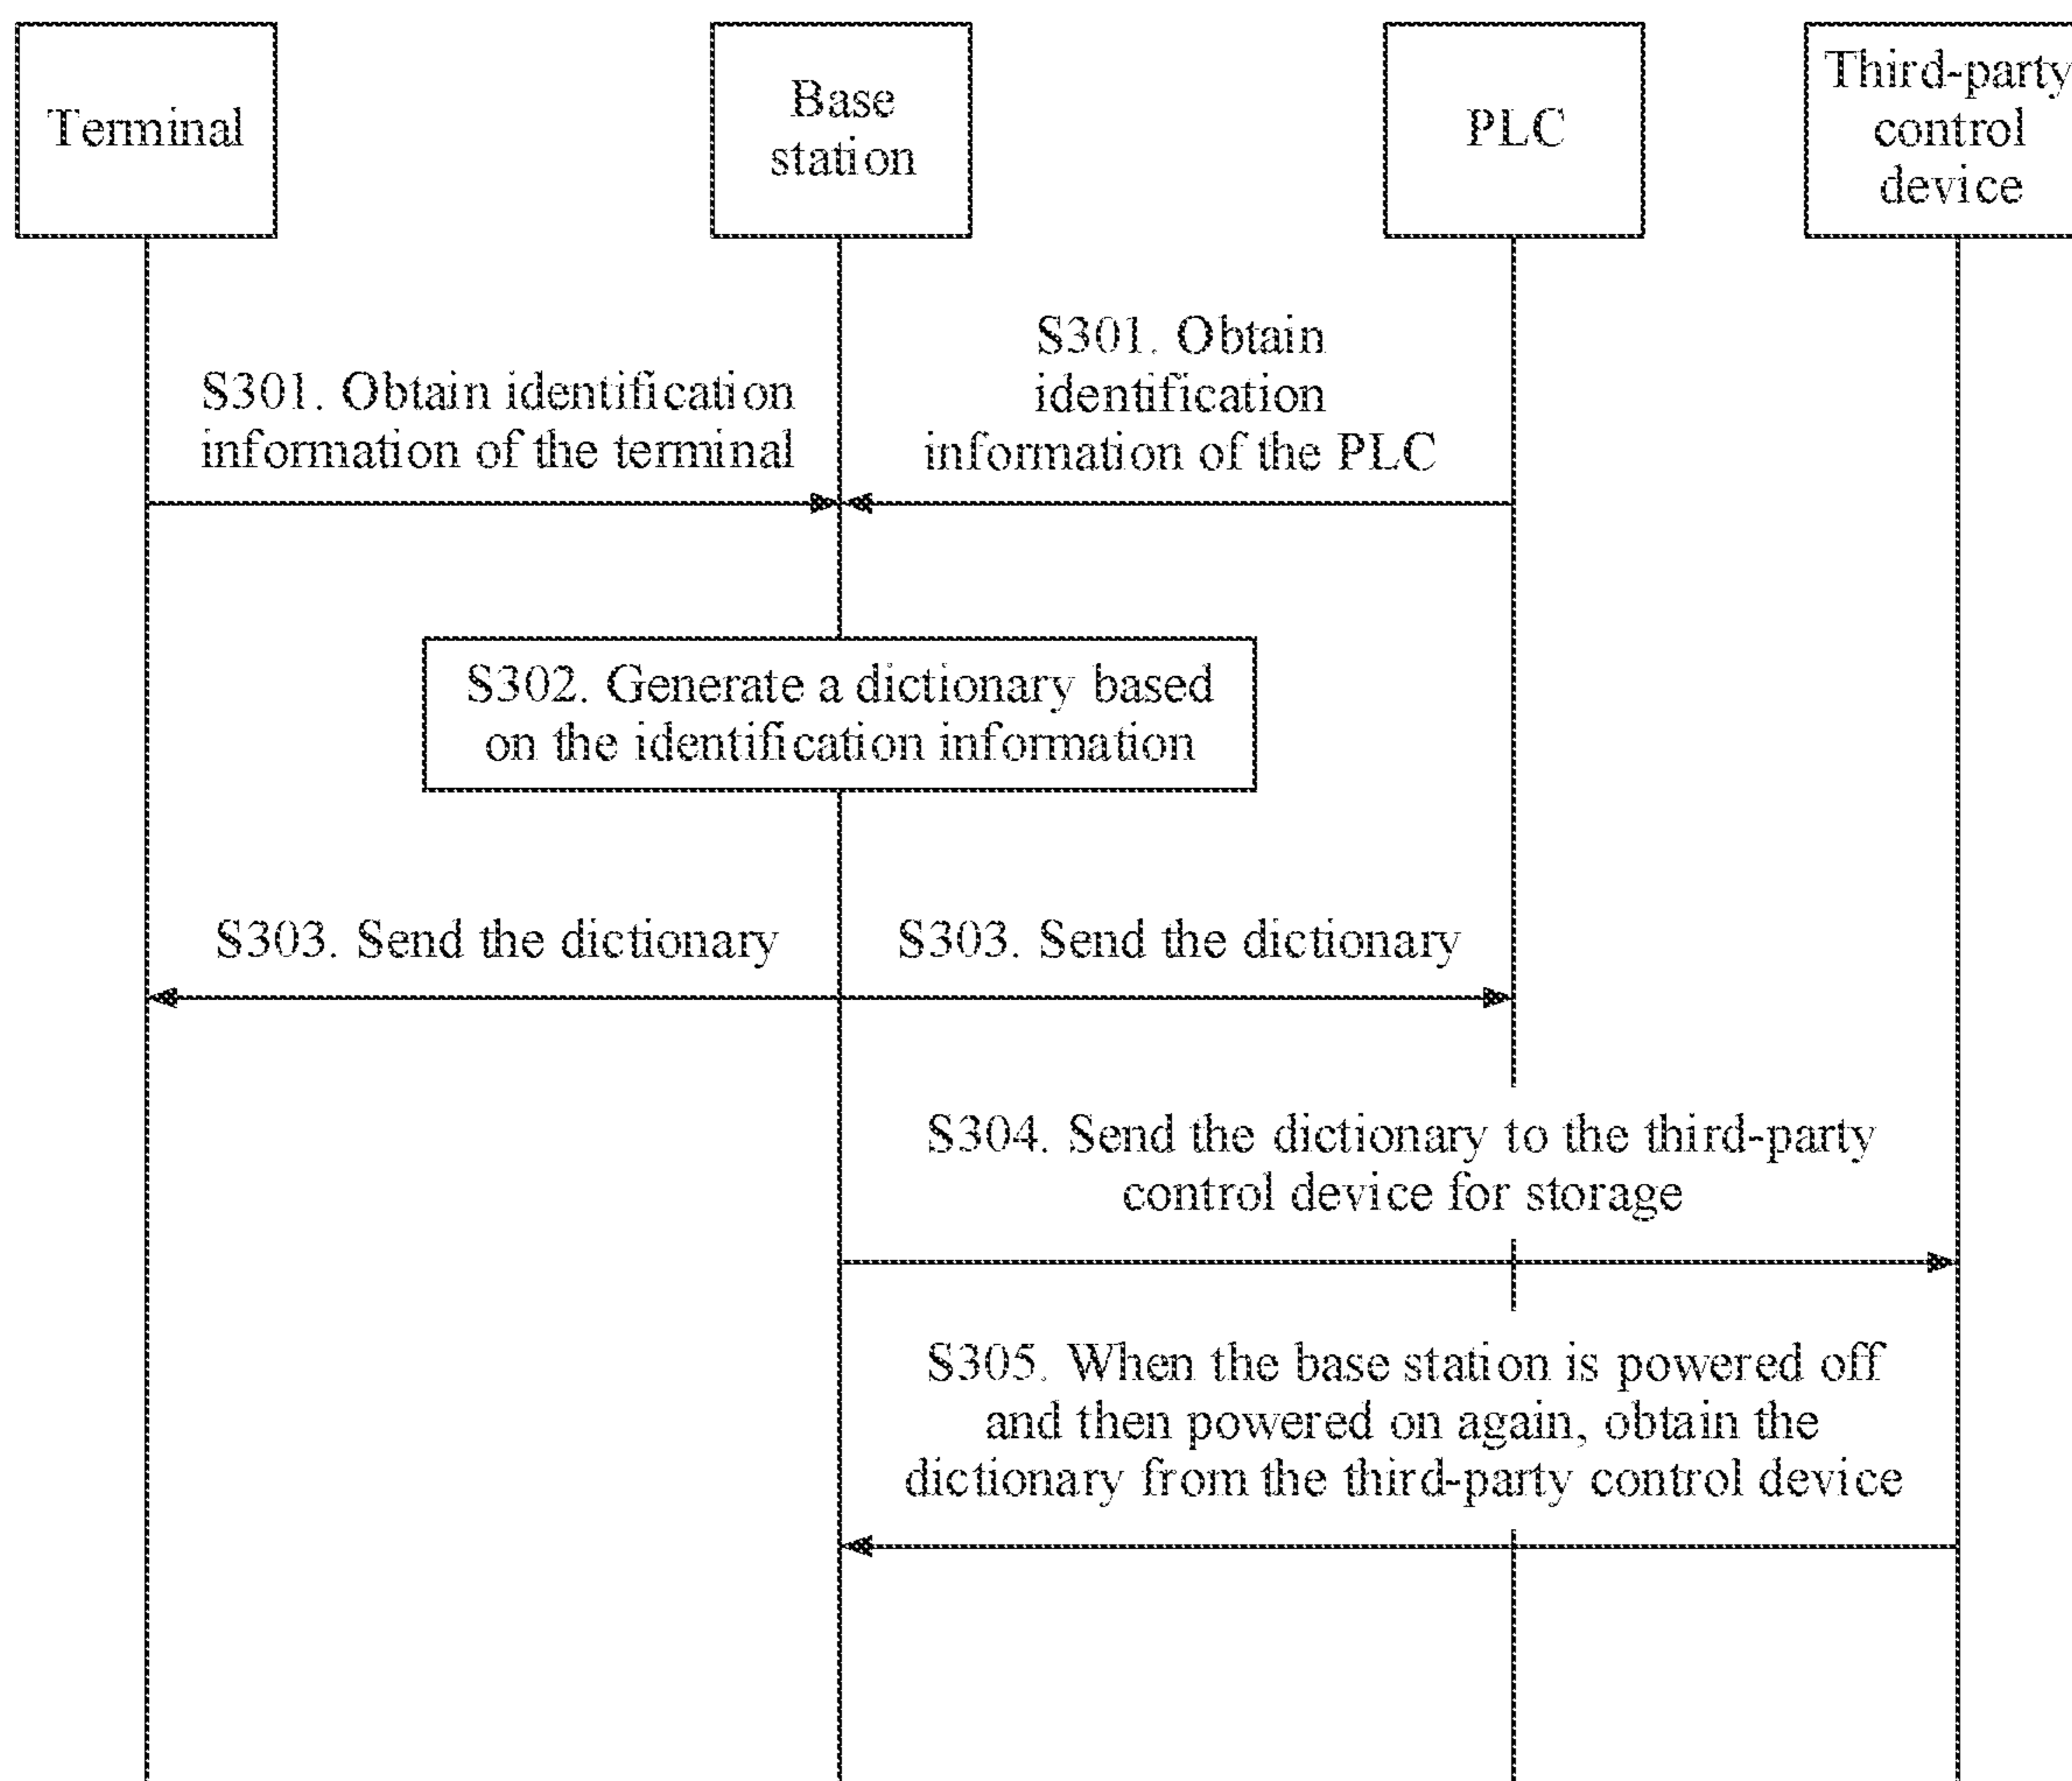 Terminal
Base
station
PLC
Third-party
control
device
S301. Obtain identification
information of the terminal
S301. Obtain
identification
information of the PLC
S302. Generate a dictionary based
on the identification information
S303. Send the dictionary
S303. Send the dictionary
S304. Send the dictionary to the third-party
control device for storage
S305. When the base station is powered off
and then powered on again, obtain the
dictionary from the third-party control device